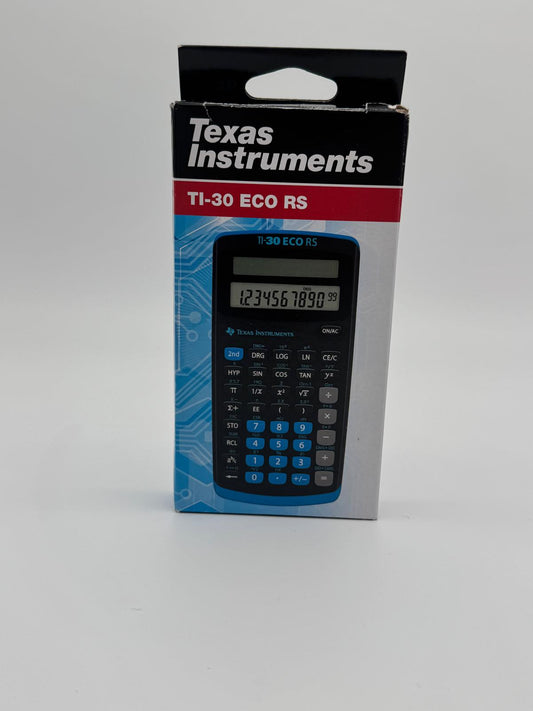 Texas
Instruments
TI-30 ECO RS
TI-30 ECO RS
1.234567890 99
TEXAS INSTRUMENTS
ON/AC
2nd DRG LOG LN CE/C
HYP SIN COS TAN yˣ
π 1/x x² √x ÷
Σ+ EE ( ) ×
STO 7 8 9 −
RCL 4 5 6 +
1 2 3
0 · +/− =